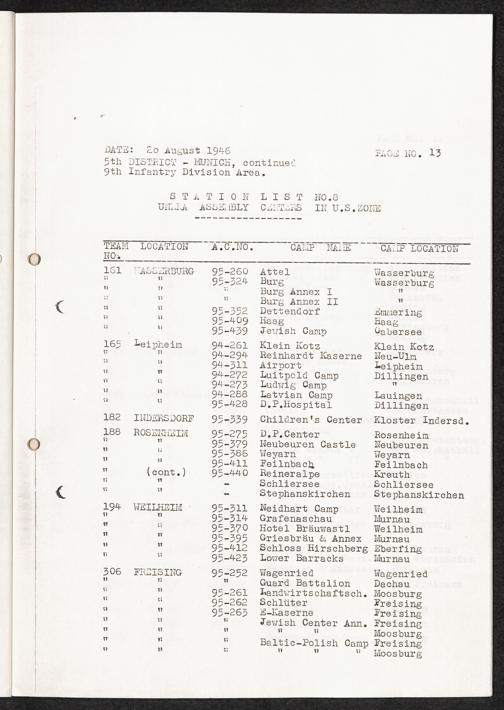 DATE: 20 August 1946 PAGE NO. 13
5th DISTRICT - MUNICH, continued
9th Infantry Division Area.
STATION LIST NO.8
UNRRA ASSEMBLY CENTERS IN U.S.ZONE
TEAM NO. LOCATION A.C.NO. CAMP NAME CAMP LOCATION
161 WASSERBURG 95-260 Attel Wasserburg
" " 95-324 Burg Wasserburg
" " " Burg Annex I "
" " " Burg Annex II "
" " 95-352 Dettendorf Emmering
" " 95-409 Haag Haag
" " 95-439 Jewish Camp Gabersee
165 Leipheim 94-261 Klein Kotz Klein Kotz
" " 94-294 Reinhardt Kaserne Neu-Ulm
" " 94-311 Airport Leipheim
" " 94-272 Luitpold Camp Dillingen
" " 94-273 Ludwig Camp "
" " 94-288 Latvian Camp Lauingen
" " 95-428 D.P.Hospital Dillingen
182 INDERSDORF 95-339 Children's Center Kloster Indersd.
188 ROSENHEIM 95-275 D.P.Center Rosenheim
" " 95-379 Neubeuren Castle Neubeuren
" " 95-386 Weyarn Weyarn
" " 95-411 Feilnbach Feilnbach
" (cont.) 95-440 Reineralpe Kreuth
" " - Schliersee Schliersee
" " - Stephanskirchen Stephanskirchen
194 WEILHEIM 95-311 Neidhart Camp Weilheim
" " 95-314 Grafenaschau Murnau
" " 95-370 Hotel Bräuwastl Weilheim
" " 95-395 Griesbräu & Annex Murnau
" " 95-412 Schloss Hirschberg Eberfing
" " 95-423 Lower Barracks Murnau
306 FREISING 95-252 Wagenried Wagenried
" " " Guard Battalion Dachau
" " 95-261 Landwirtschaftsch. Moosburg
" " 95-262 Schlüter Freising
" " 95-263 E-Kaserne Freising
" " " Jewish Center Ann. Freising
" " " " " Moosburg
" " " Baltic-Polish Camp Freising
" " " " " " Moosburg